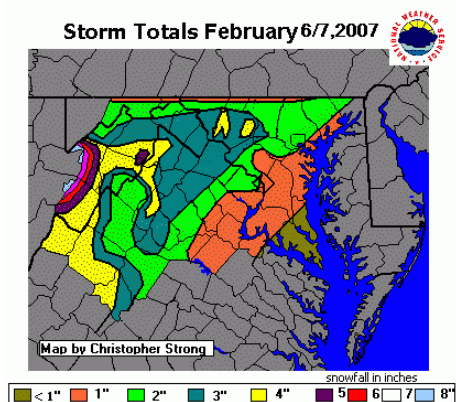 Storm Totals February 6/7,2007
NATIONAL WEATHER SERVICE
Map by Christopher Strong
snowfall in inches
< 1" 1" 2" 3" 4" 5 6 7 8"